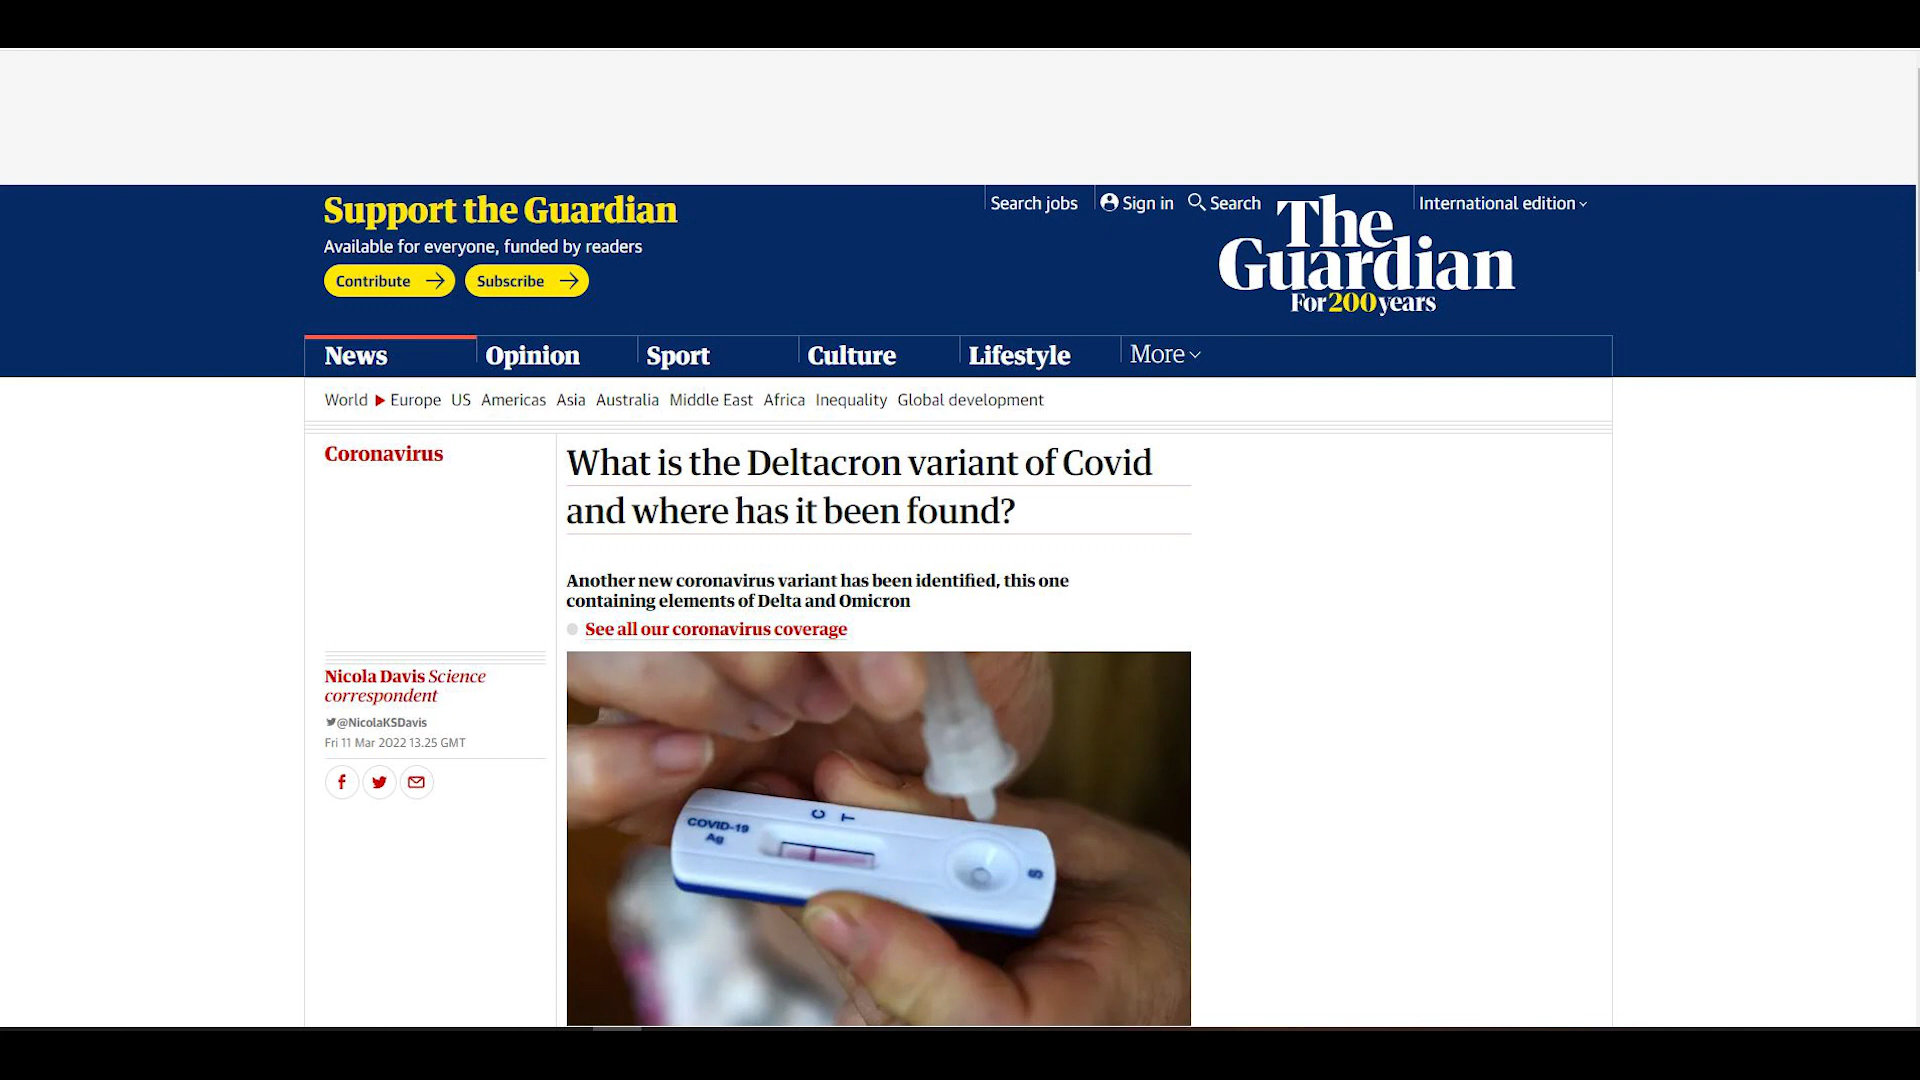 Support the Guardian
Available for everyone, funded by readers
Contribute
Subscribe
Search jobs
Sign in
Search
International edition
The
Guardian
For 200 years
News
Opinion
Sport
Culture
Lifestyle
More
World
Europe
US
Americas
Asia
Australia
Middle East
Africa
Inequality
Global development
Coronavirus
What is the Deltacron variant of Covid
and where has it been found?
Another new coronavirus variant has been identified, this one
containing elements of Delta and Omicron
See all our coronavirus coverage
Nicola Davis Science
correspondent
@NicolaKSDavis
Fri 11 Mar 2022 13.25 GMT
COVID-19
Ag
C T
S